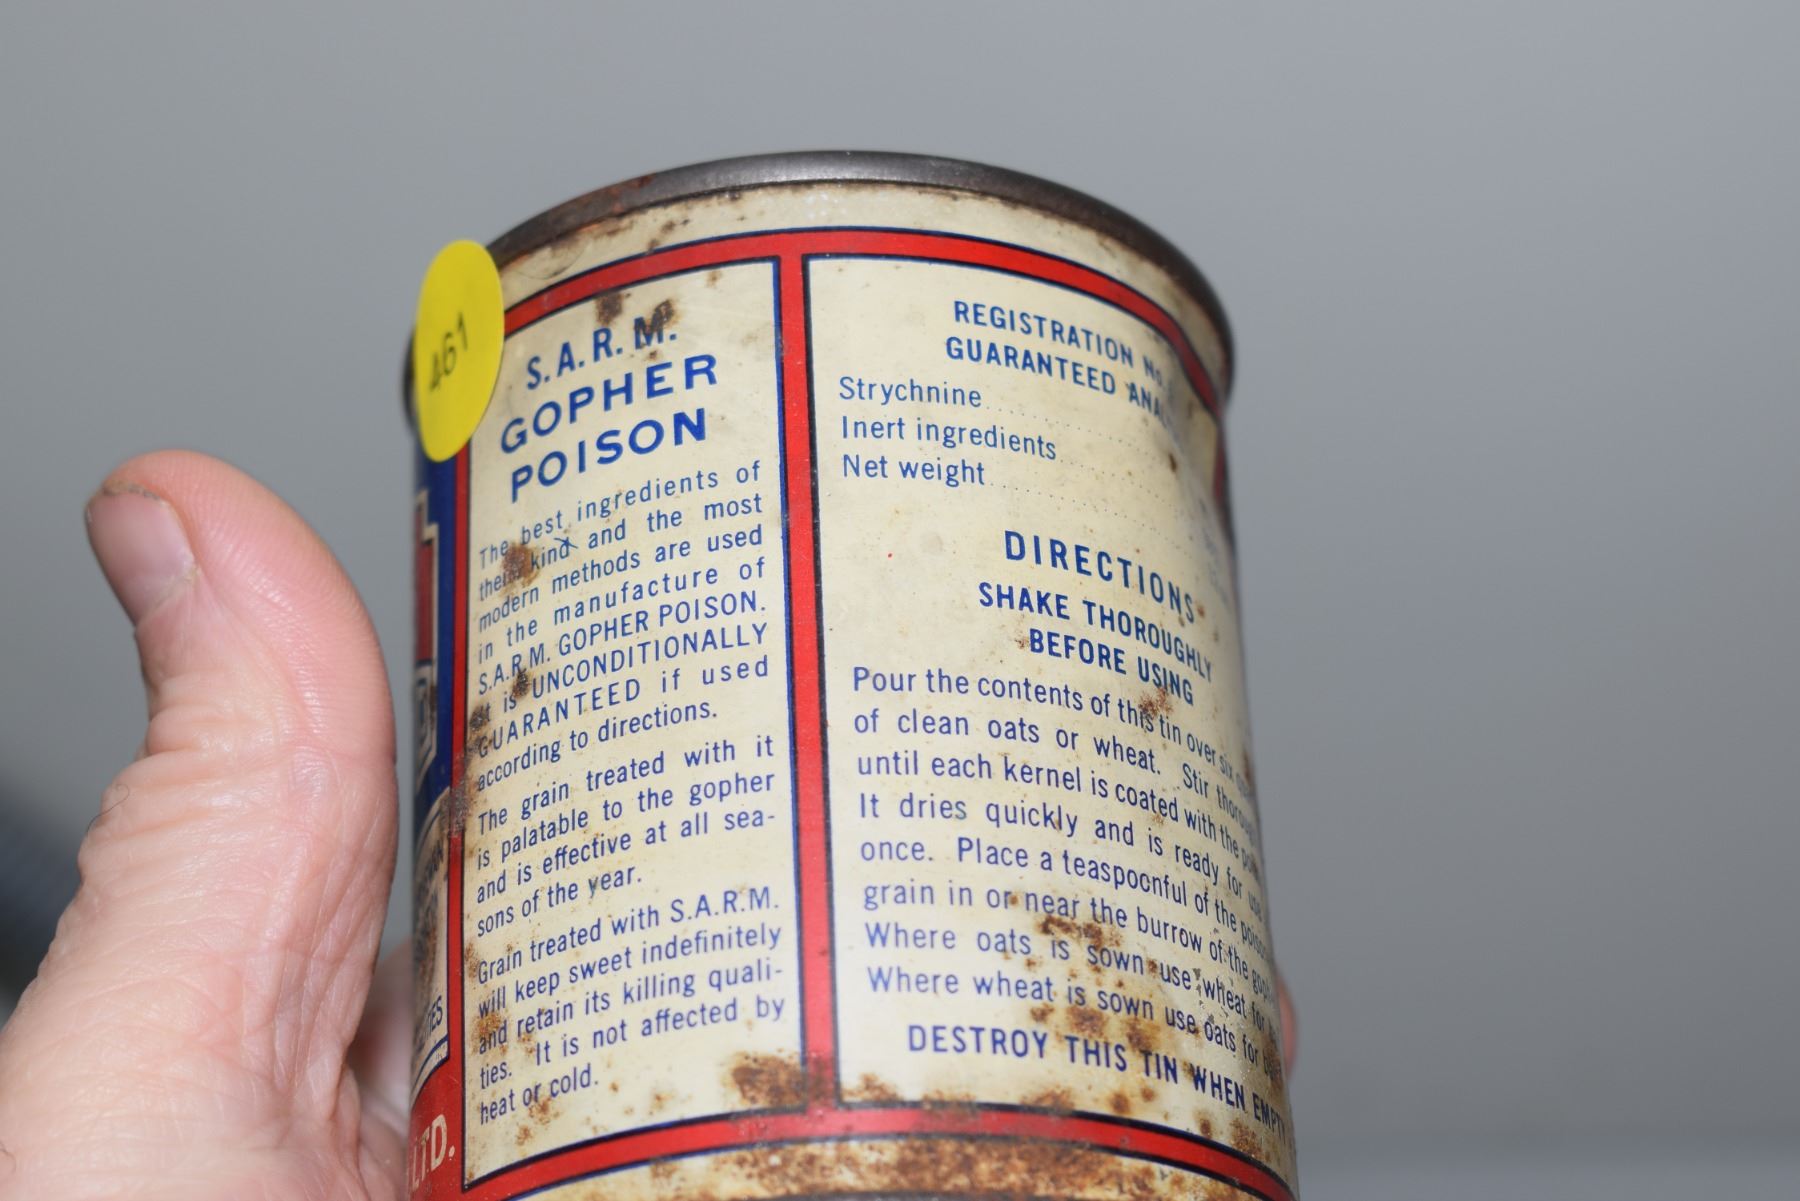 461
S.A.R.M.
GOPHER
POISON
The best ingredients of
their kind and the most
modern methods are used
in the manufacture of
S.A.R.M. GOPHER POISON.
It is UNCONDITIONALLY
GUARANTEED if used
according to directions.
The grain treated with it
is palatable to the gopher
and is effective at all sea-
sons of the year.
Grain treated with S.A.R.M.
will keep sweet indefinitely
and retain its killing quali-
ties. It is not affected by
heat or cold.
LTD.
REGISTRATION No.
GUARANTEED
Strychnine
Inert ingredients
Net weight
DIRECTIONS
SHAKE THOROUGHLY
BEFORE USING
Pour the contents of this tin over six
of clean oats or wheat. Stir
until each kernel is coated with the
It dries quickly and is ready for use
once. Place a teaspoonful of the
grain in or near the burrow of the
Where oats is sown use wheat for
Where wheat is sown use oats for
DESTROY THIS TIN WHEN EMPTY